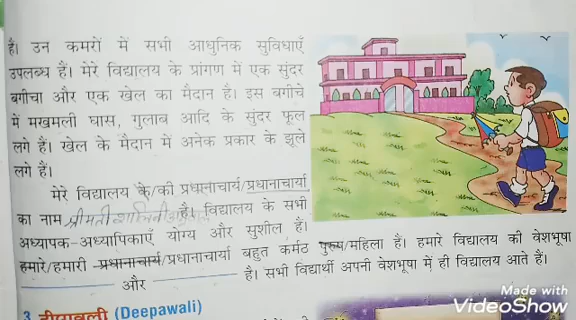 है। उन कमरों में सभी आधुनिक सुविधाएँ
उपलब्ध हैं। मेरे विद्यालय के प्रांगण में एक सुंदर
बगीचा और एक खेल का मैदान है। इस बगीचे
में मखमली घास, गुलाब आदि के सुंदर फूल
लगे हैं। खेल के मैदान में अनेक प्रकार के झूले
लगे हैं।
मेरे विद्यालय के/की प्रधानाचार्य/प्रधानाचार्या
का नाम श्रीमती है। विद्यालय के सभी
अध्यापक-अध्यापिकाएँ योग्य और सुशील हैं।
हमारे/हमारी प्रधानाचार्य/प्रधानाचार्या बहुत कर्मठ पुरुष/महिला हैं। हमारे विद्यालय की वेशभूषा
और है। सभी विद्यार्थी अपनी वेशभूषा में ही विद्यालय आते हैं।
3 दीपावली (Deepawali)
Made with
VideoShow